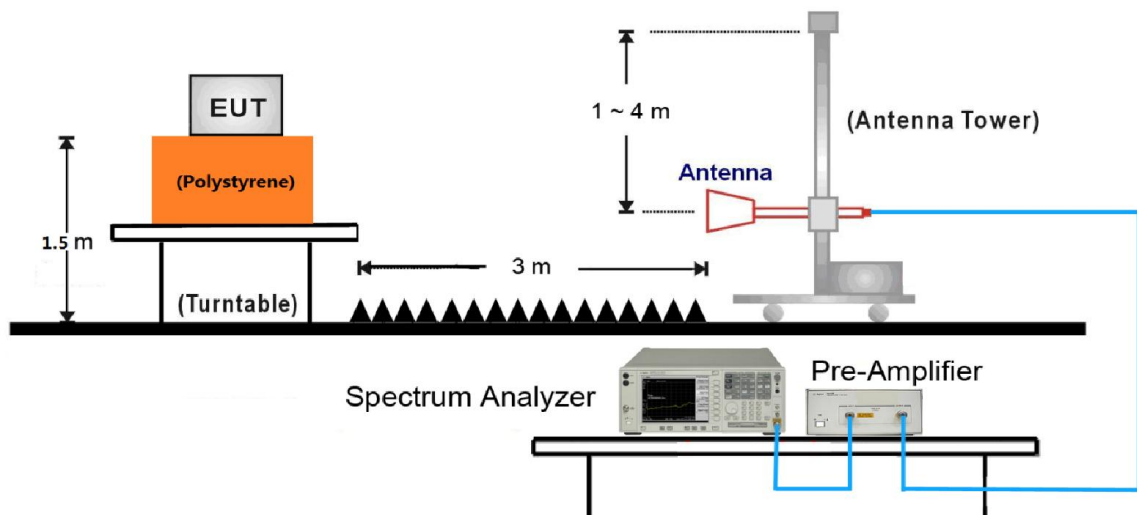 EUT
(Polystyrene)
1.5 m
(Turntable)
3 m
1 ~ 4 m
Antenna
(Antenna Tower)
Spectrum Analyzer
Pre-Amplifier